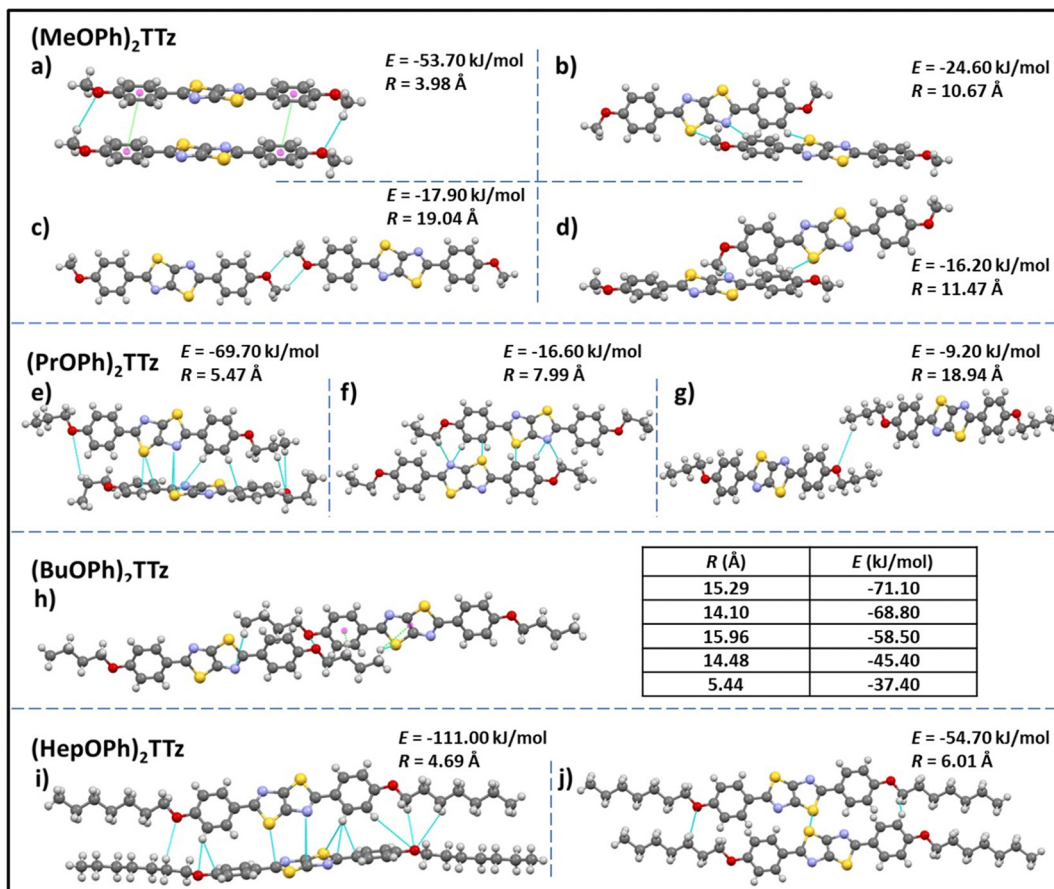 (MeOPh)₂TTz
a)
E = -53.70 kJ/mol
R = 3.98 Å
b)
E = -24.60 kJ/mol
R = 10.67 Å
c)
E = -17.90 kJ/mol
R = 19.04 Å
d)
E = -16.20 kJ/mol
R = 11.47 Å
(PrOPh)₂TTz
e)
E = -69.70 kJ/mol
R = 5.47 Å
f)
E = -16.60 kJ/mol
R = 7.99 Å
g)
E = -9.20 kJ/mol
R = 18.94 Å
(BuOPh)₂TTz
h)
R (Å) E (kJ/mol)
15.29 -71.10
14.10 -68.80
15.96 -58.50
14.48 -45.40
5.44 -37.40
(HepOPh)₂TTz
i)
E = -111.00 kJ/mol
R = 4.69 Å
j)
E = -54.70 kJ/mol
R = 6.01 Å